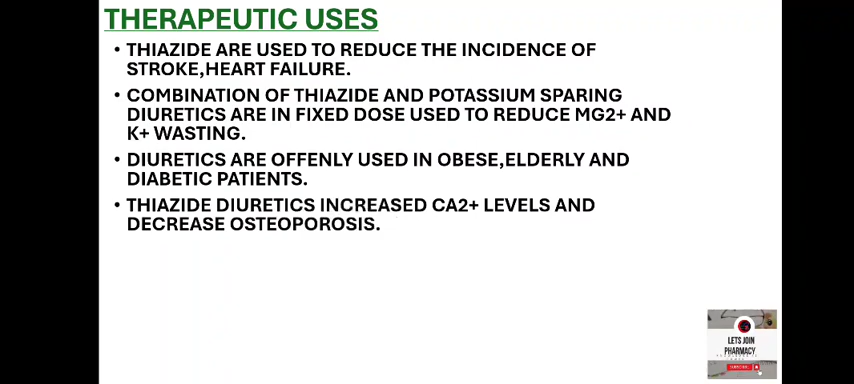 THERAPEUTIC USES
• THIAZIDE ARE USED TO REDUCE THE INCIDENCE OF
STROKE,HEART FAILURE.
• COMBINATION OF THIAZIDE AND POTASSIUM SPARING
DIURETICS ARE IN FIXED DOSE USED TO REDUCE MG2+ AND
K+ WASTING.
• DIURETICS ARE OFFENLY USED IN OBESE,ELDERLY AND
DIABETIC PATIENTS.
• THIAZIDE DIURETICS INCREASED CA2+ LEVELS AND
DECREASE OSTEOPOROSIS.
LETS JOIN
PHARMACY